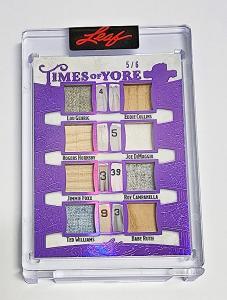 Leaf
5/6
TIMES OF YORE
4
LOU GEHRIG
EDDIE COLLINS
5
ROGERS HORNSBY
JOE DIMAGGIO
3 39
JIMMIE FOXX
ROY CAMPANELLA
9 3
TED WILLIAMS
BABE RUTH
Leaf